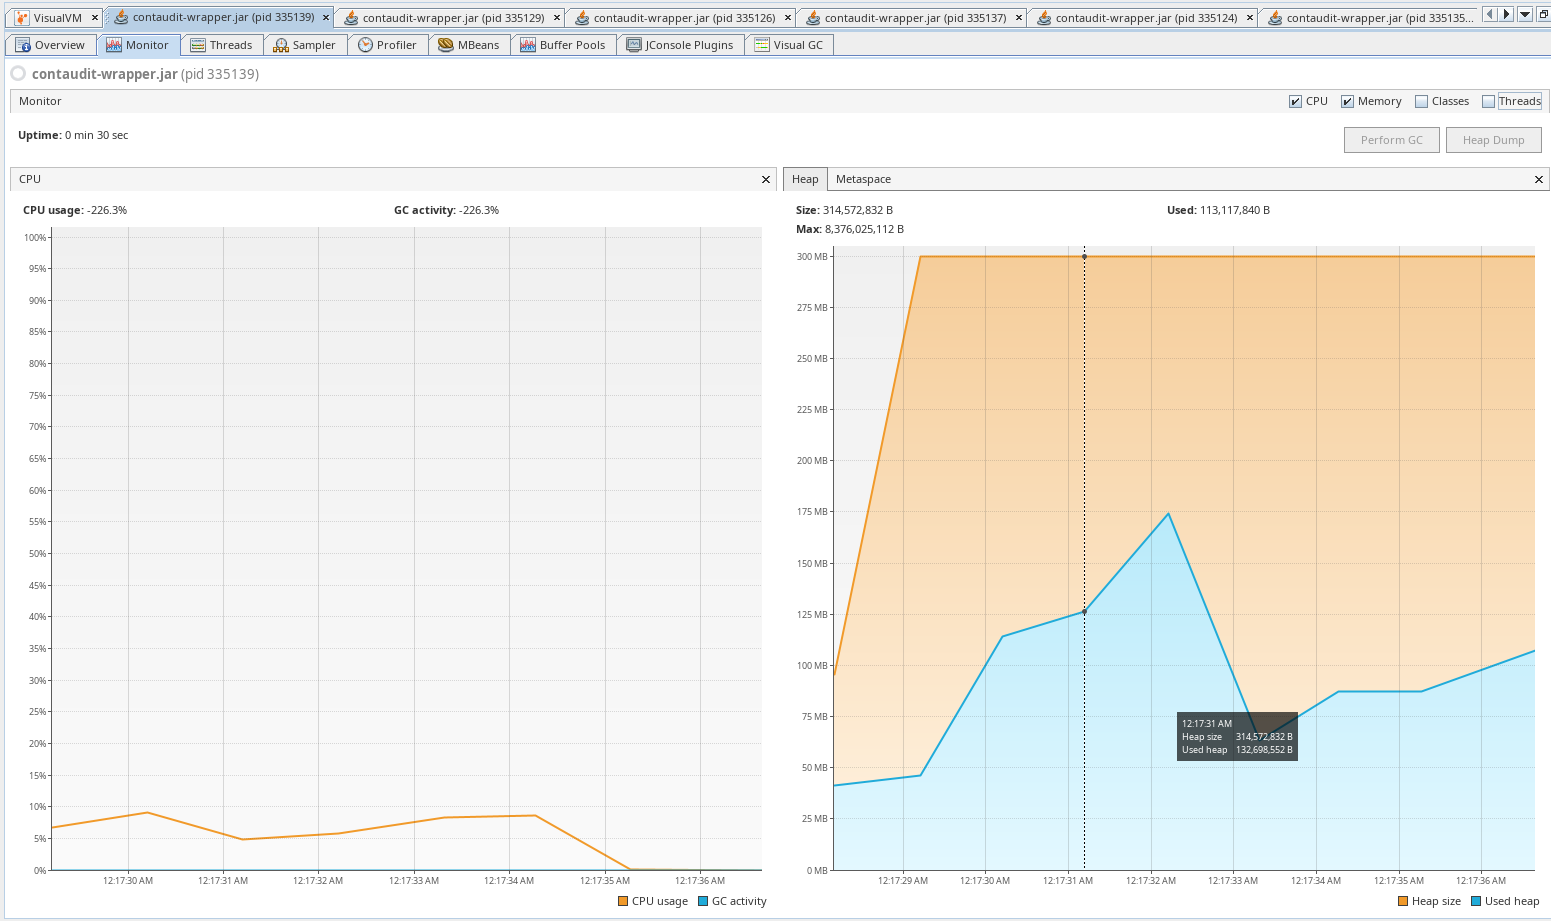 VisualVM
contaudit-wrapper.jar (pid 335139)
contaudit-wrapper.jar (pid 335129)
contaudit-wrapper.jar (pid 335126)
contaudit-wrapper.jar (pid 335137)
contaudit-wrapper.jar (pid 335124)
contaudit-wrapper.jar (pid 335135...
Overview
Monitor
Threads
Sampler
Profiler
MBeans
Buffer Pools
JConsole Plugins
Visual GC
contaudit-wrapper.jar (pid 335139)
Monitor
CPU
Memory
Classes
Threads
Uptime: 0 min 30 sec
Perform GC
Heap Dump
CPU
CPU usage: -226.3%
GC activity: -226.3%
100%
95%
90%
85%
80%
75%
70%
65%
60%
55%
50%
45%
40%
35%
30%
25%
20%
15%
10%
5%
0%
12:17:30 AM
12:17:31 AM
12:17:32 AM
12:17:33 AM
12:17:34 AM
12:17:35 AM
12:17:36 AM
CPU usage
GC activity
Heap
Metaspace
Size: 314,572,832 B
Used: 113,117,840 B
Max: 8,376,025,112 B
300 MB
275 MB
250 MB
225 MB
200 MB
175 MB
150 MB
125 MB
100 MB
75 MB
50 MB
25 MB
0 MB
12:17:31 AM
Heap size 314,572,832 B
Used heap 132,698,552 B
12:17:29 AM
12:17:30 AM
12:17:31 AM
12:17:32 AM
12:17:33 AM
12:17:34 AM
12:17:35 AM
12:17:36 AM
Heap size
Used heap